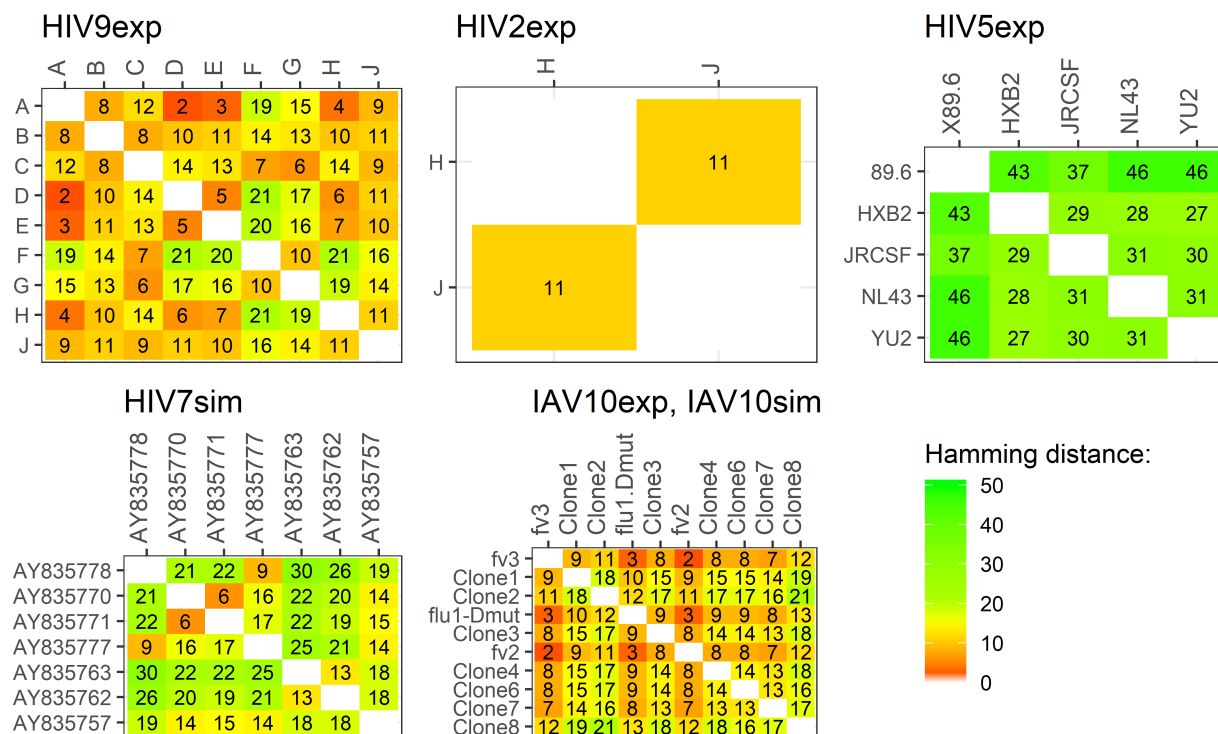 HIV9exp
A B C D E F G H J
A 8 12 2 3 19 15 4 9
B 8 8 10 11 14 13 10 11
C 12 8 14 13 7 6 14 9
D 2 10 14 5 21 17 6 11
E 3 11 13 5 20 16 7 10
F 19 14 7 21 20 10 21 16
G 15 13 6 17 16 10 19 14
H 4 10 14 6 7 21 19 11
J 9 11 9 11 10 16 14 11
HIV2exp
H J
H 11
J 11
HIV5exp
X89.6 HXB2 JRCSF NL43 YU2
89.6 43 37 46 46
HXB2 43 29 28 27
JRCSF 37 29 31 30
NL43 46 28 31 31
YU2 46 27 30 31
HIV7sim
AY835778 AY835770 AY835771 AY835777 AY835763 AY835762 AY835757
AY835778 21 22 9 30 26 19
AY835770 21 6 16 22 20 14
AY835771 22 6 17 22 19 15
AY835777 9 16 17 25 21 14
AY835763 30 22 22 25 13 18
AY835762 26 20 19 21 13 18
AY835757 19 14 15 14 18 18
IAV10exp, IAV10sim
fv3 Clone1 Clone2 flu1.Dmut Clone3 fv2 Clone4 Clone6 Clone7 Clone8
fv3 9 11 3 8 2 8 8 7 12
Clone1 9 18 10 15 9 15 15 14 19
Clone2 11 18 12 17 11 17 17 16 21
flu1-Dmut 3 10 12 9 3 9 9 8 13
Clone3 8 15 17 9 8 14 14 13 18
fv2 2 9 11 3 8 8 8 7 12
Clone4 8 15 17 9 14 8 14 13 18
Clone6 8 15 17 9 14 8 14 13 16
Clone7 7 14 16 8 13 7 13 13 17
Clone8 12 19 21 13 18 12 18 16 17
Hamming distance:
50
40
30
20
10
0